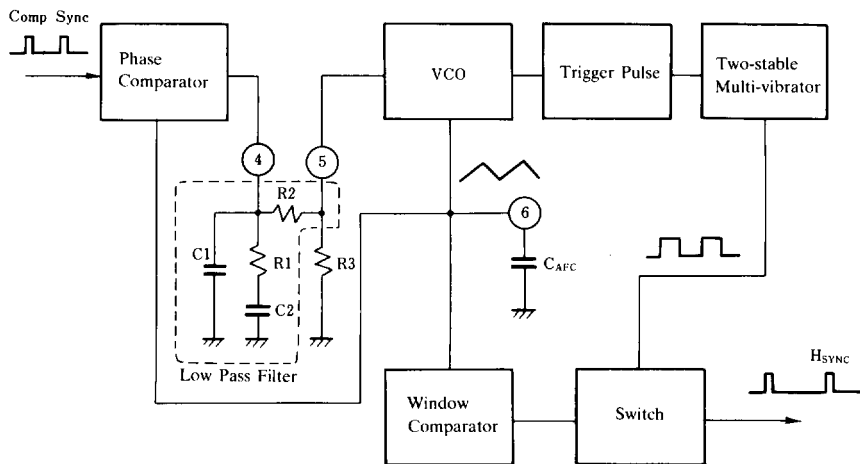 Comp Sync
Phase
Comparator
VCO
Trigger Pulse
Two-stable
Multi-vibrator
4
5
R2
6
C1
R1
R3
C2
CAFC
Low Pass Filter
HSYNC
Window
Comparator
Switch